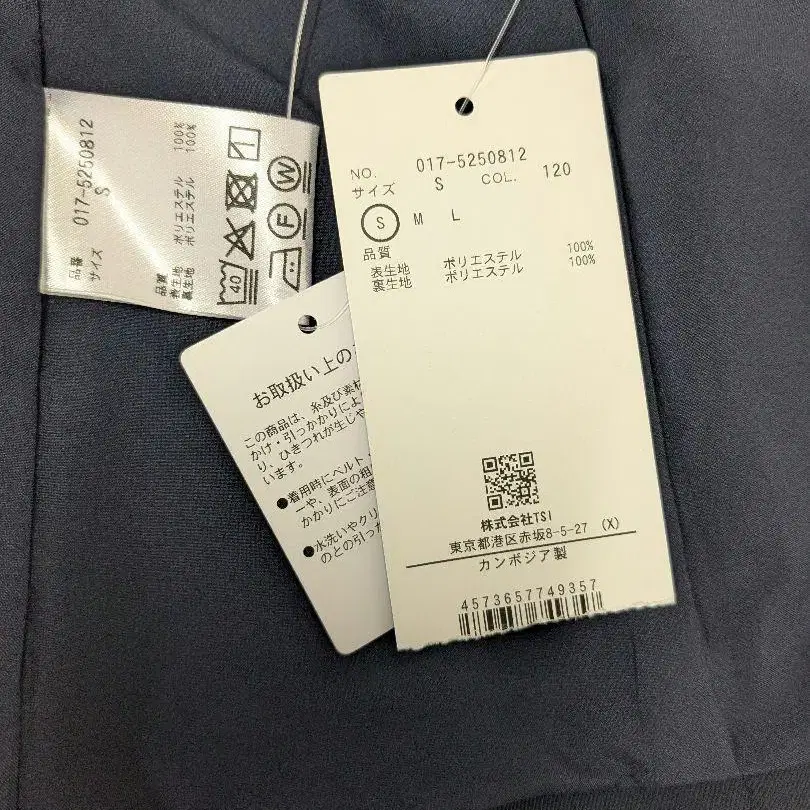 品番 017-5250812
サイズ S
品質
表生地 ポリエステル 100%
裏生地 ポリエステル 100%
40
F
W
お取扱い上の
この商品は、糸及び素材
かけ・引っかかりによ
り、ひきつれが生じや
います。
●着用時にベルト・
ーや、表面の粗
かかりにご注意
●水洗いやクリ
のとの引っか
NO. 017-5250812
サイズ S COL. 120
S M L
品質
表生地 ポリエステル 100%
裏生地 ポリエステル 100%
株式会社TSI
東京都港区赤坂8-5-27 (X)
カンボジア製
4573657749357